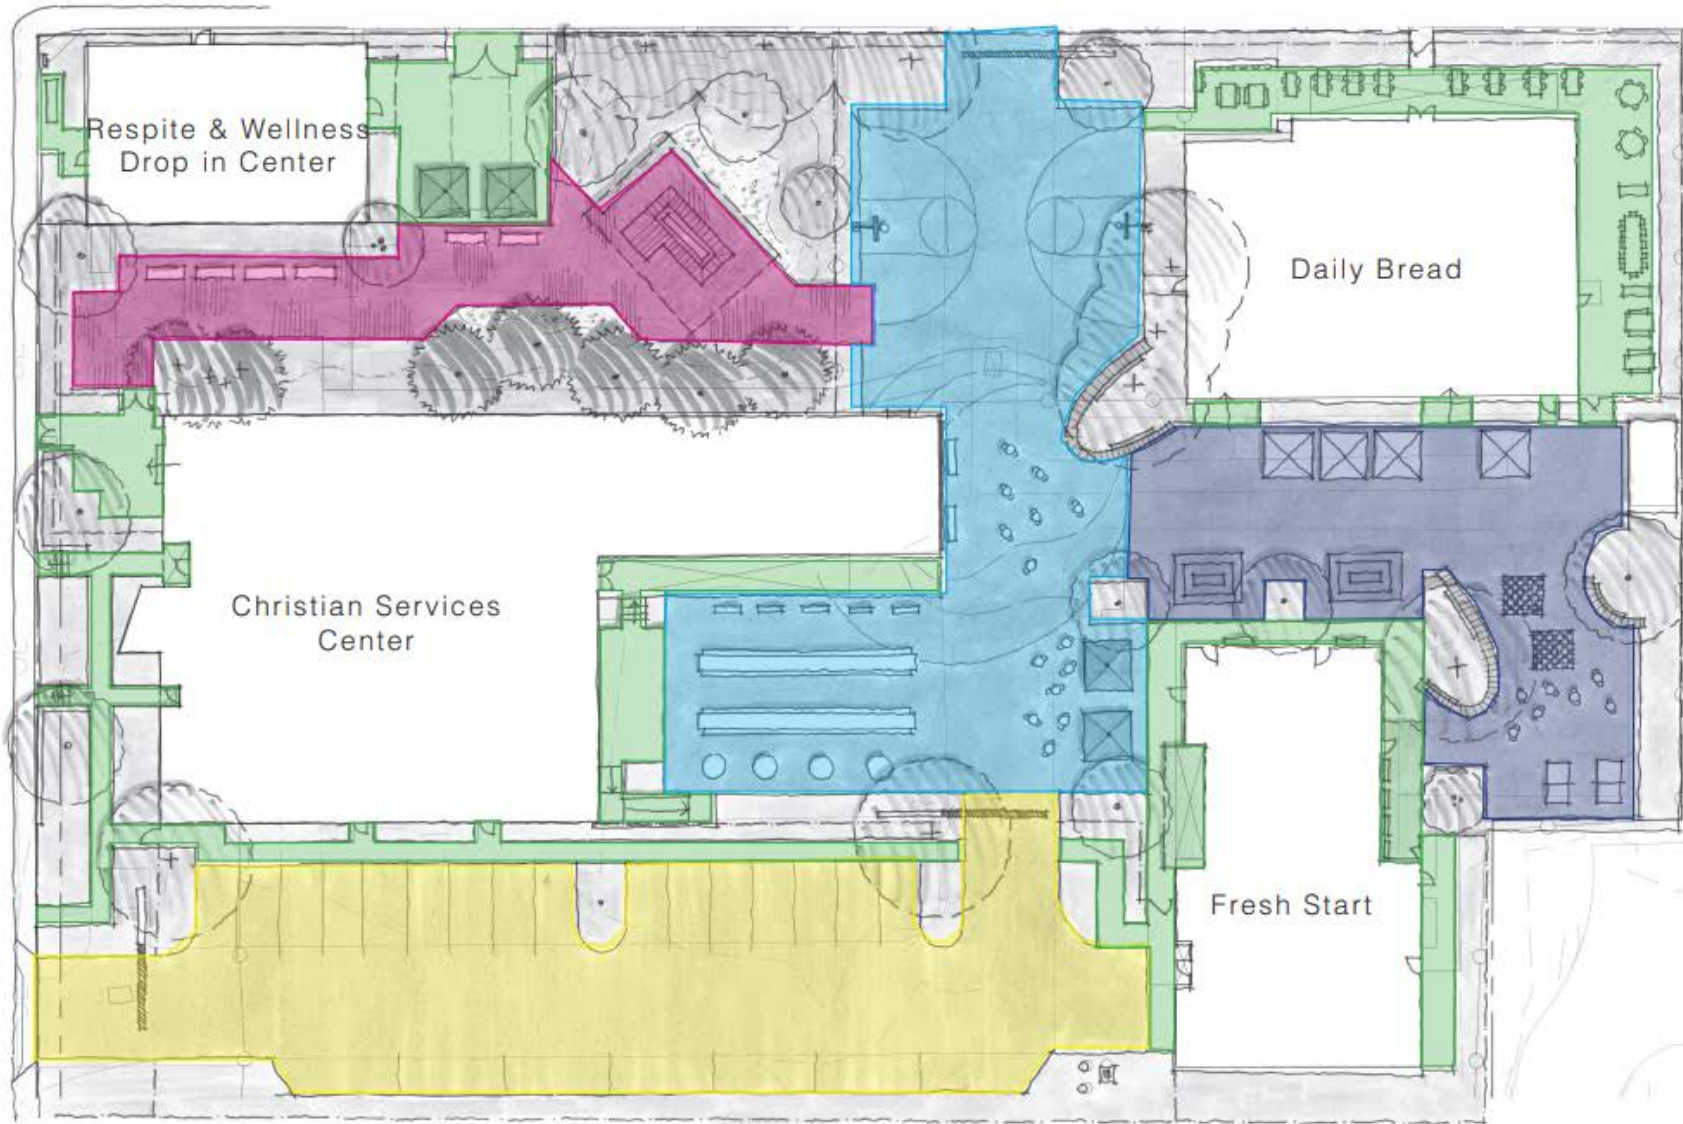 Respite & Wellness
Drop in Center
Daily Bread
Christian Services
Center
Fresh Start